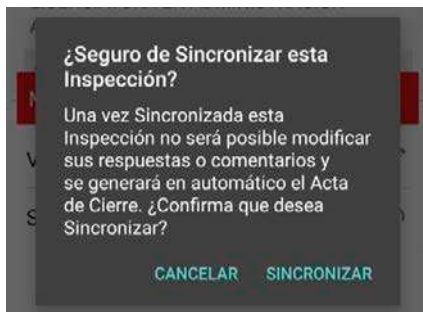 ¿Seguro de Sincronizar esta
Inspección?
Una vez Sincronizada esta
Inspección no será posible modificar
sus respuestas o comentarios y
se generará en automático el Acta
de Cierre. ¿Confirma que desea
Sincronizar?
CANCELAR SINCRONIZAR